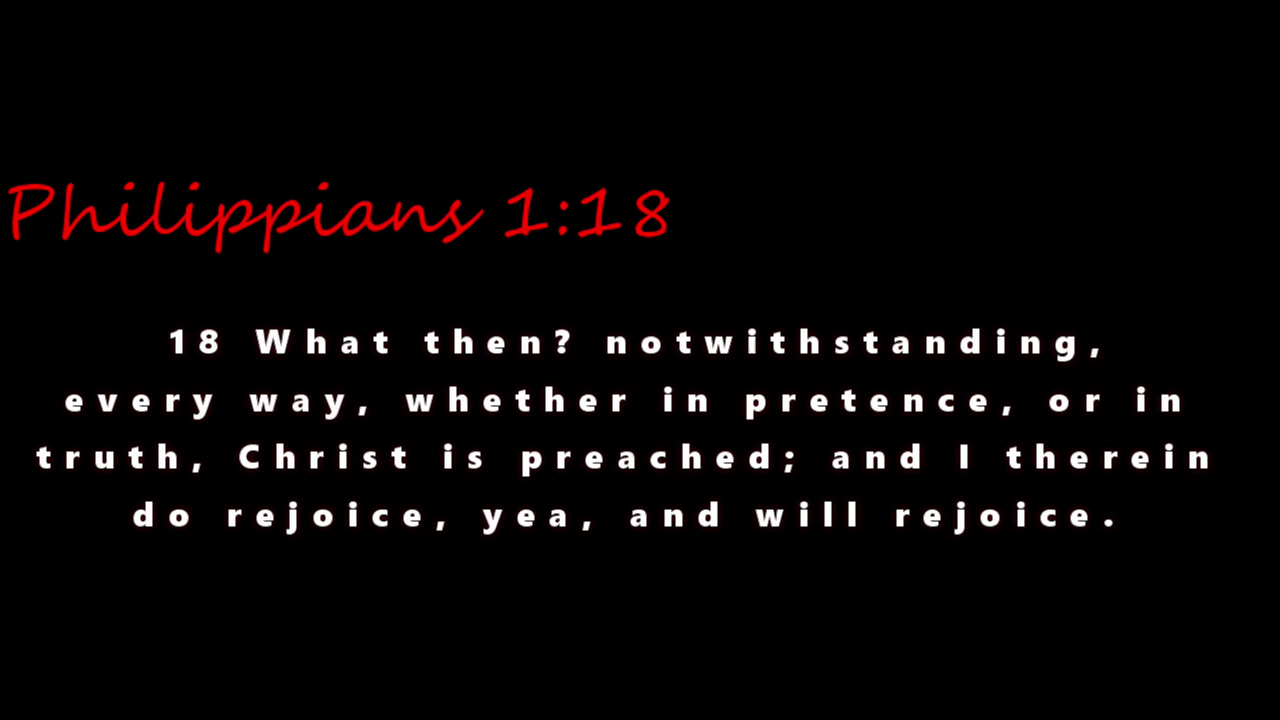 Philippians 1:18
18 What then? notwithstanding,
every way, whether in pretence, or in
truth, Christ is preached; and I therein
do rejoice, yea, and will rejoice.